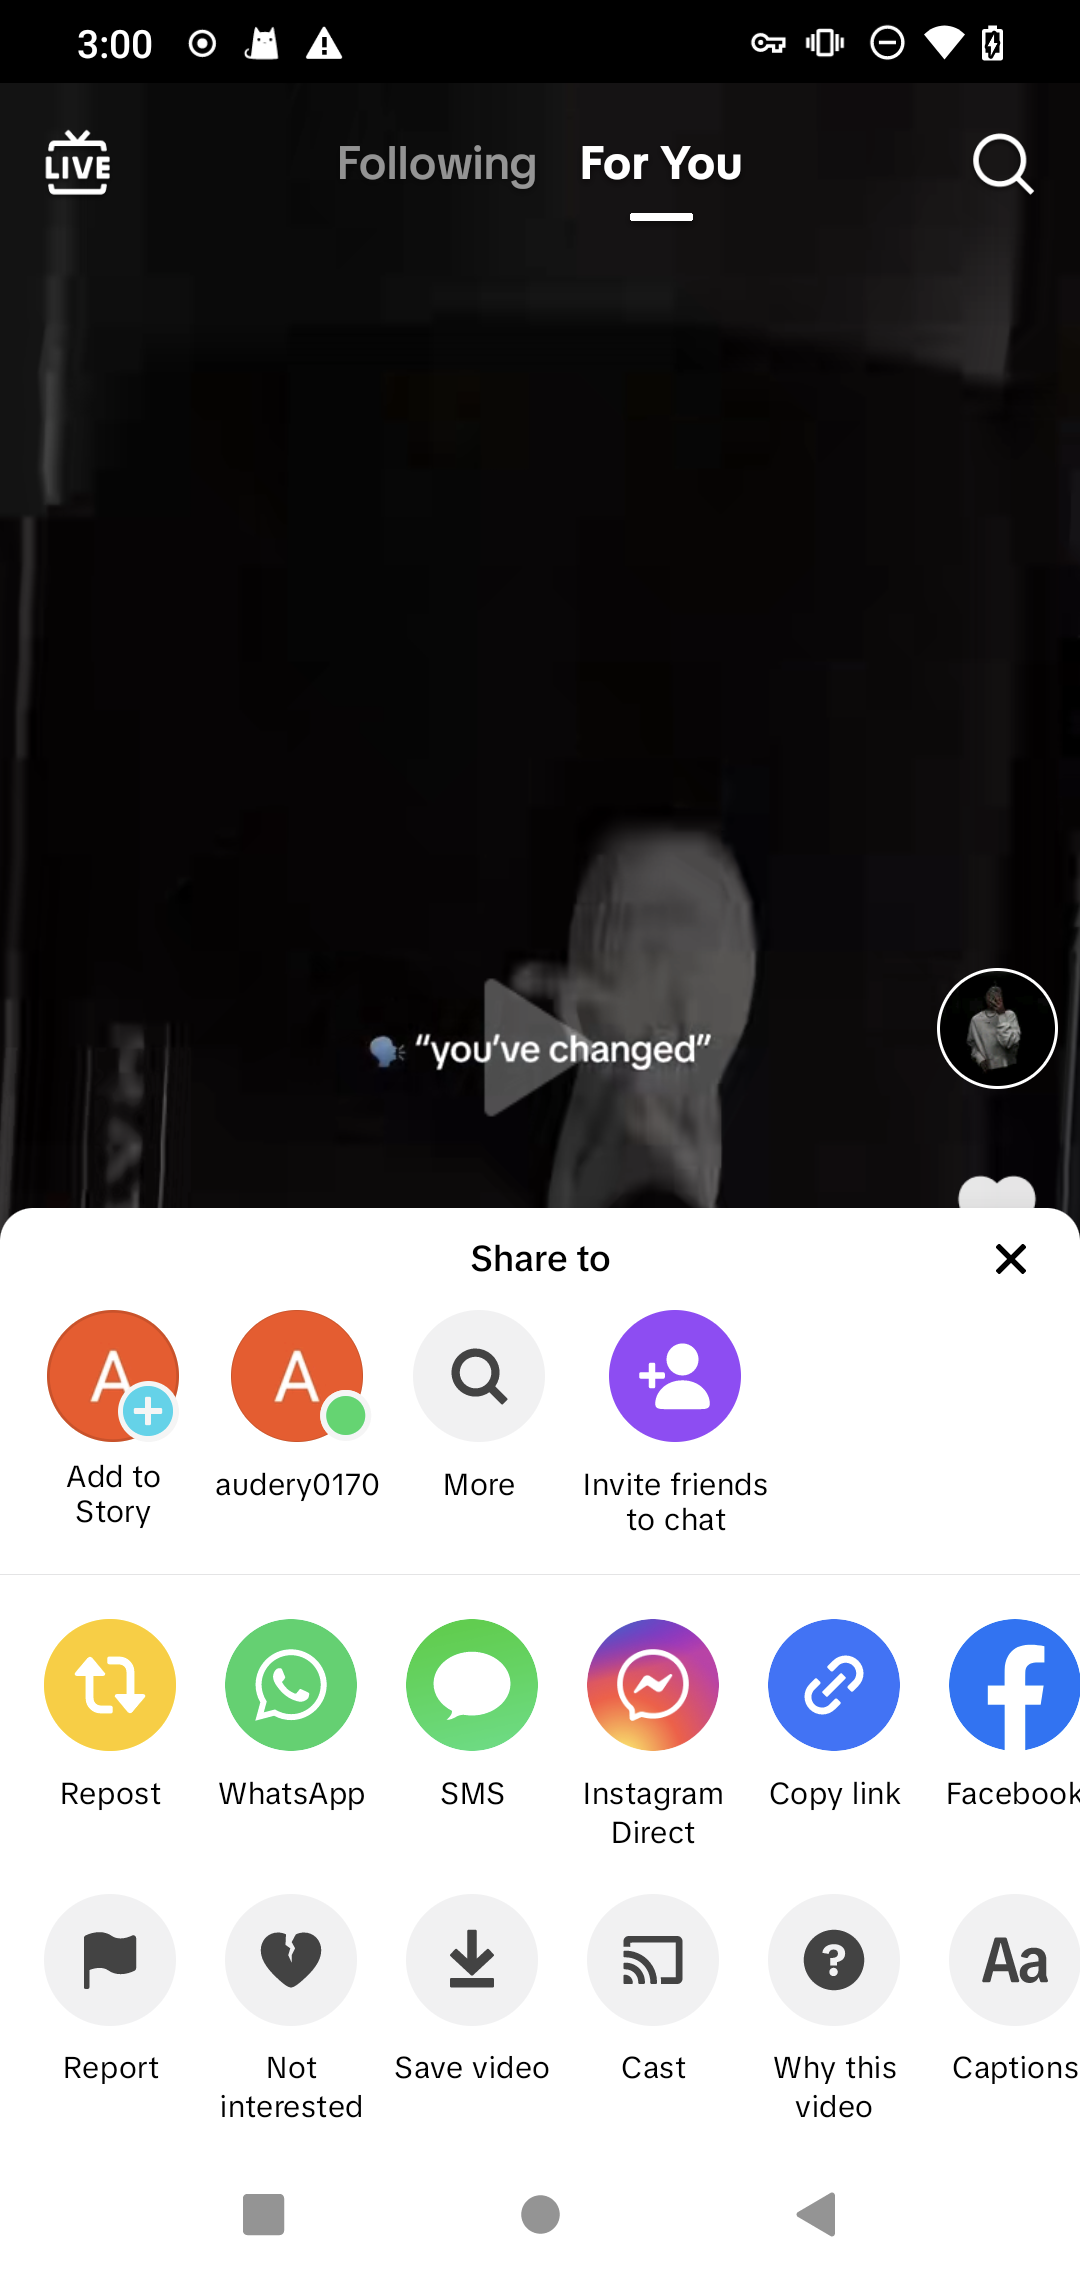 3:00
LIVE
Following For You
🗣️ “you’ve changed”
Share to
A A
Add to Story
audery0170
More
Invite friends to chat
Repost
WhatsApp
SMS
Instagram Direct
Copy link
Facebook
Aa
Report
Not interested
Save video
Cast
Why this video
Captions